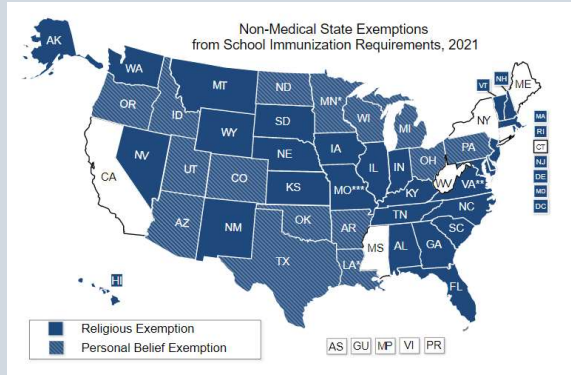 Non-Medical State Exemptions
from School Immunization Requirements, 2021
AK
WA
MT
ND
MN*
VT
NH
ME
OR
ID
SD
WI
MI
NY
MA
WY
RI
IA
PA
CT
NV
NE
OH
NJ
IL
IN
UT
WV
DE
CA
CO
VA**
MD
KS
MO***
KY
DC
NC
TN
AZ
OK
NM
AR
SC
MS
AL
GA
TX
LA*
HI
FL
Religious Exemption
Personal Belief Exemption
AS GU MP VI PR